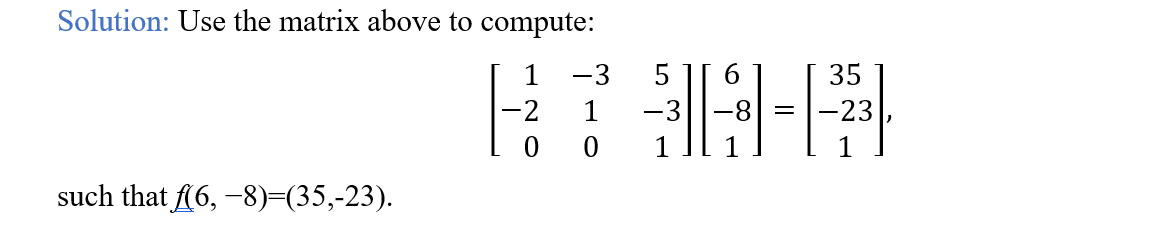 Solution: Use the matrix above to compute:
[1 −3 5] [6] [35]
[−2 1 −3] [−8] = [−23],
[0 0 1] [1] [1]
such that f(6, −8)=(35,-23).